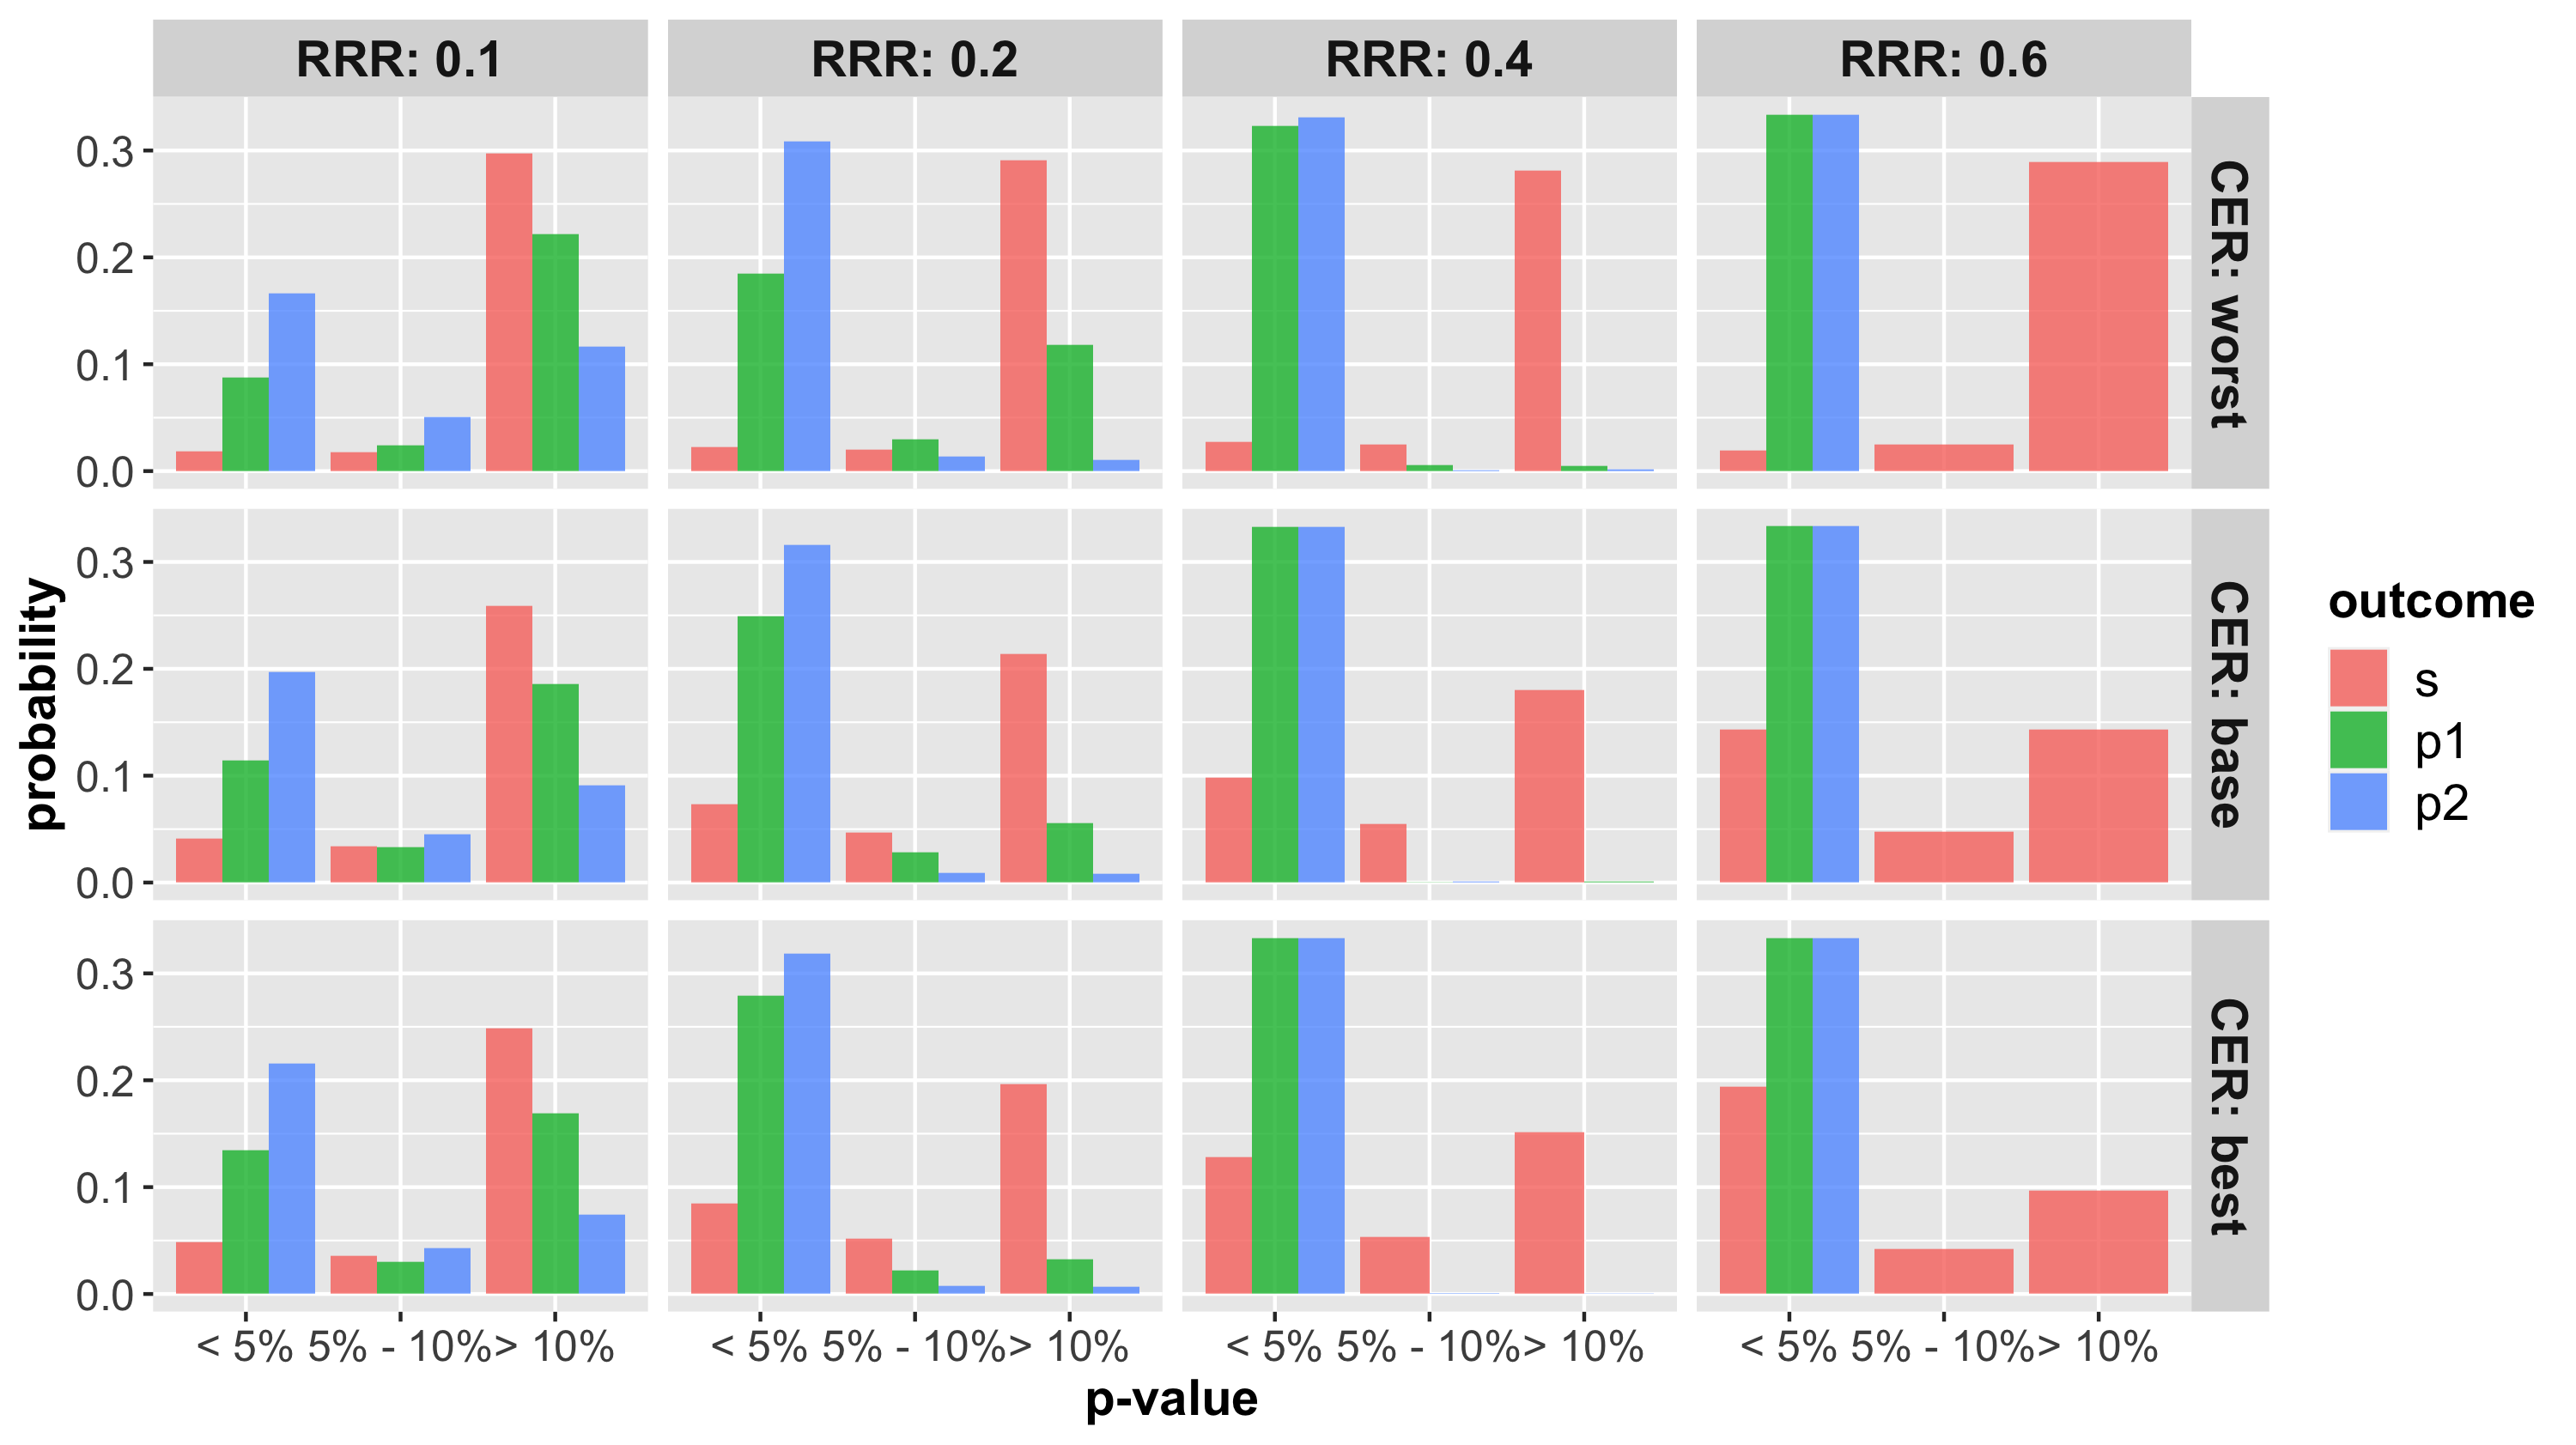 RRR: 0.1 RRR: 0.2 RRR: 0.4 RRR: 0.6
0.3
0.2
0.1
0.0
CER: worst
0.3
0.2
0.1
0.0
CER: base
0.3
0.2
0.1
0.0
CER: best
probability
< 5% 5% - 10% > 10% < 5% 5% - 10% > 10% < 5% 5% - 10% > 10% < 5% 5% - 10% > 10%
p-value
outcome
s
p1
p2